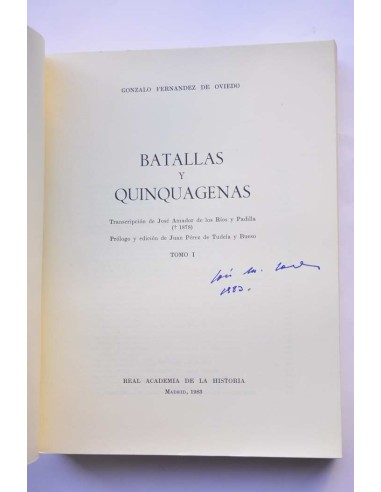 GONZALO FERNANDEZ DE OVIEDO
BATALLAS
Y
QUINQUAGENAS
Transcripción de José Amador de los Ríos y Padilla
(† 1878)
Prólogo y edición de Juan Pérez de Tudela y Bueso
TOMO I
1983.
REAL ACADEMIA DE LA HISTORIA
MADRID, 1983